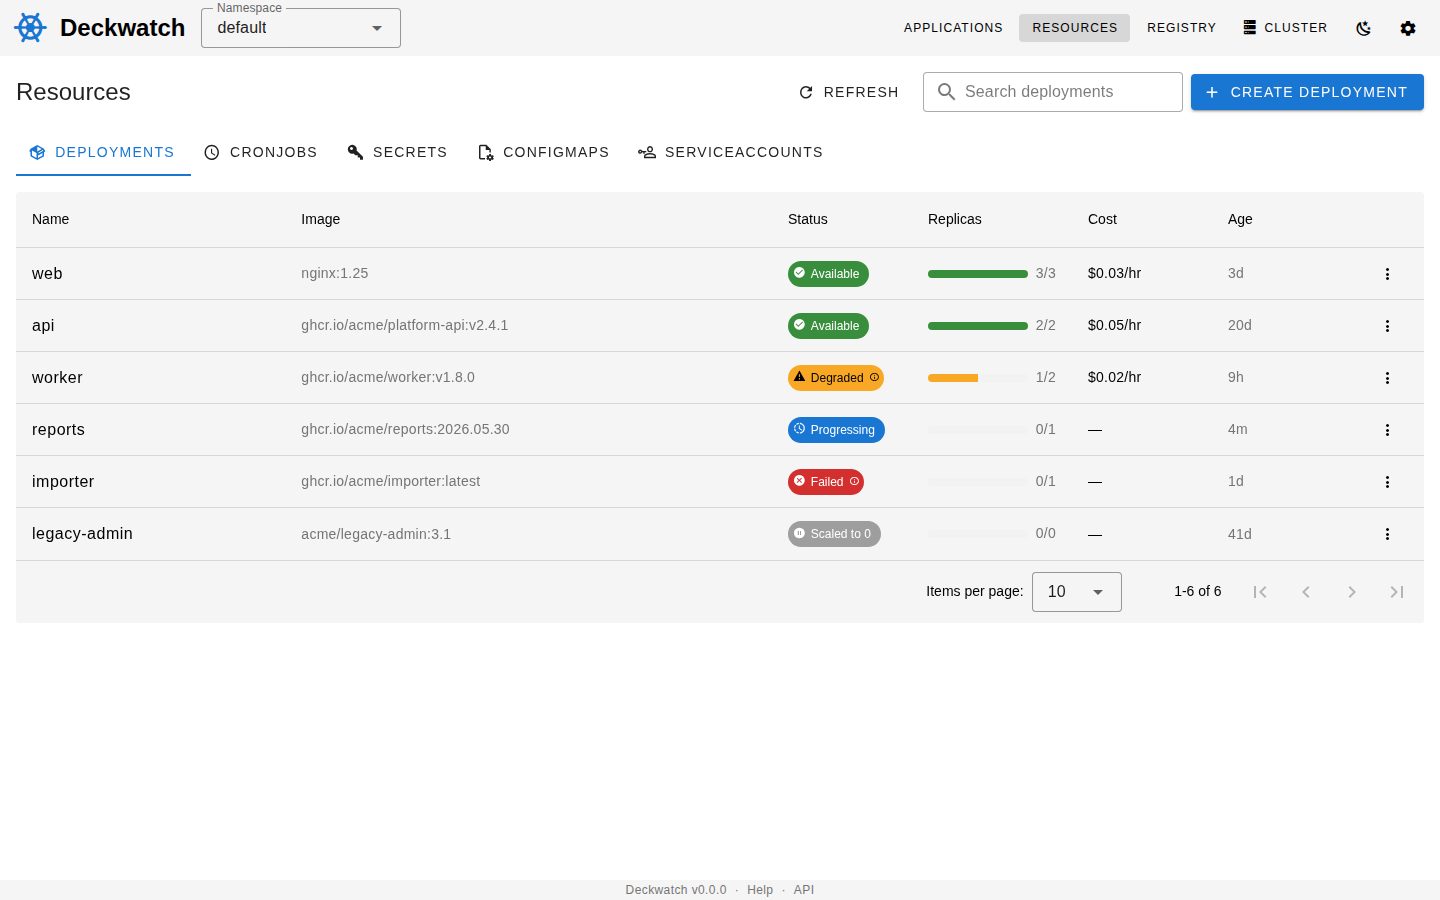 Deckwatch
Namespace
default
APPLICATIONS RESOURCES REGISTRY CLUSTER
Resources
REFRESH
Search deployments
CREATE DEPLOYMENT
DEPLOYMENTS CRONJOBS SECRETS CONFIGMAPS SERVICEACCOUNTS
Name Image Status Replicas Cost Age
web nginx:1.25 Available 3/3 $0.03/hr 3d
api ghcr.io/acme/platform-api:v2.4.1 Available 2/2 $0.05/hr 20d
worker ghcr.io/acme/worker:v1.8.0 Degraded 1/2 $0.02/hr 9h
reports ghcr.io/acme/reports:2026.05.30 Progressing 0/1 — 4m
importer ghcr.io/acme/importer:latest Failed 0/1 — 1d
legacy-admin acme/legacy-admin:3.1 Scaled to 0 0/0 — 41d
Items per page: 10 1-6 of 6
Deckwatch v0.0.0 · Help · API